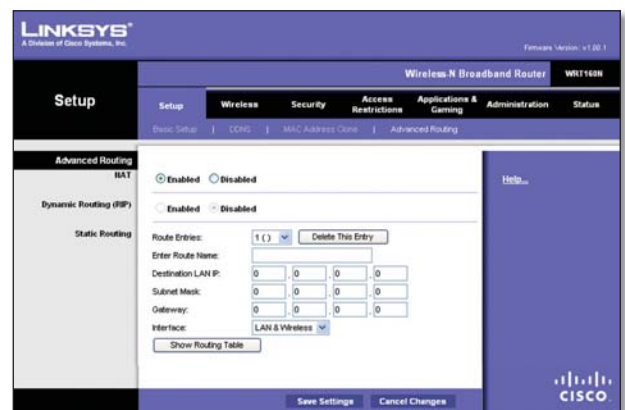 LINKSYS®
A Division of Cisco Systems, Inc.
Firmware Version: v1.00.1
Wireless-N Broadband Router WRT160N
Setup
Setup Wireless Security Access Restrictions Applications & Gaming Administration Status
Basic Setup | DDNS | MAC Address Clone | Advanced Routing
Advanced Routing
NAT
Enabled Disabled
Help...
Dynamic Routing (RIP)
Enabled Disabled
Static Routing
Route Entries: 1 ( ) Delete This Entry
Enter Route Name:
Destination LAN IP: 0 . 0 . 0 . 0
Subnet Mask: 0 . 0 . 0 . 0
Gateway: 0 . 0 . 0 . 0
Interface: LAN & Wireless
Show Routing Table
Save Settings Cancel Changes
CISCO